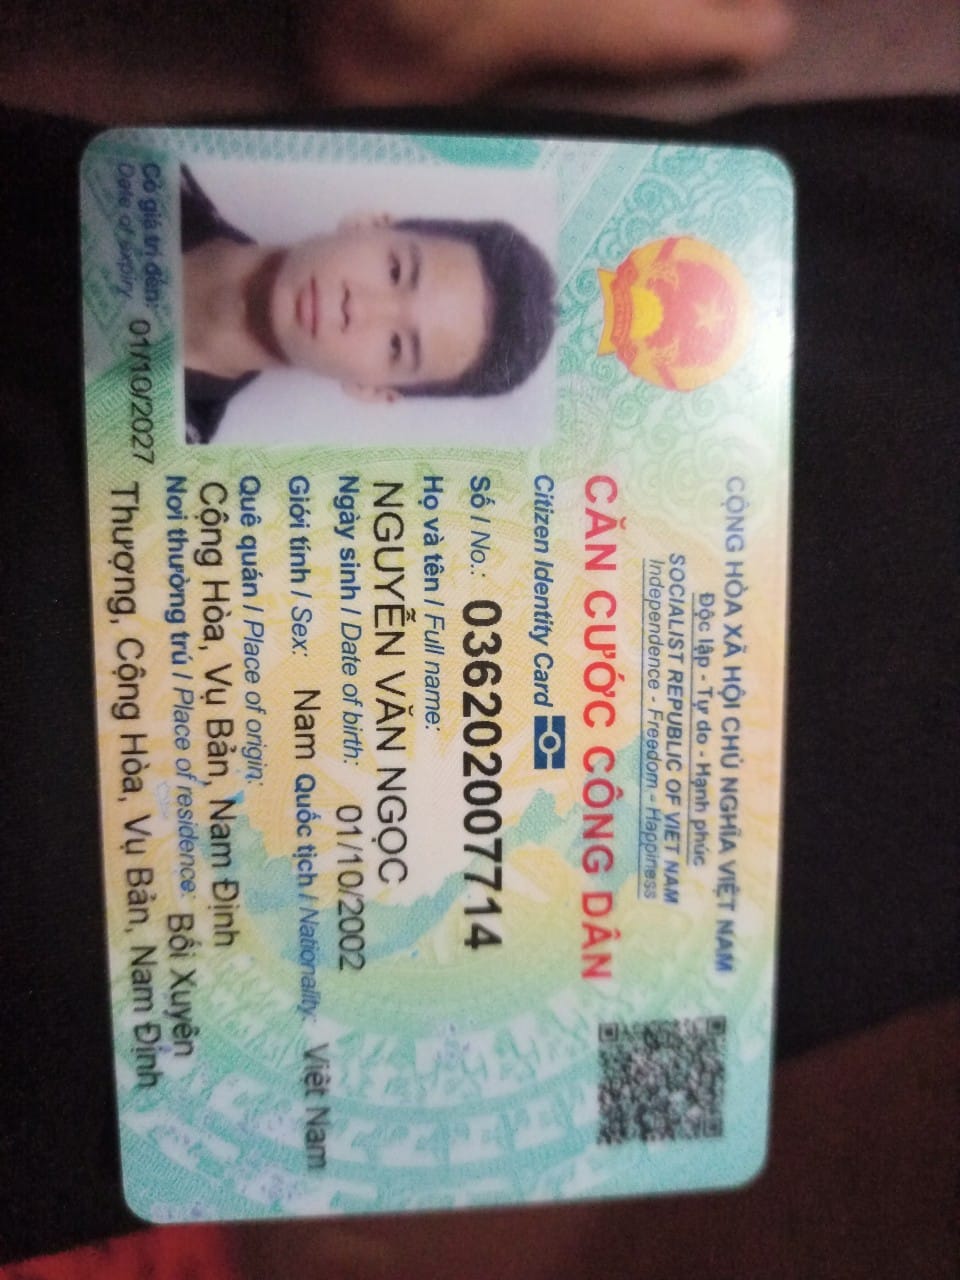 CỘNG HÒA XÃ HỘI CHỦ NGHĨA VIỆT NAM
Độc lập - Tự do - Hạnh phúc
SOCIALIST REPUBLIC OF VIET NAM
Independence - Freedom - Happiness
CĂN CƯỚC CÔNG DÂN
Citizen Identity Card
Số / No.: 036202007714
Họ và tên / Full name:
NGUYỄN VĂN NGỌC
Ngày sinh / Date of birth: 01/10/2002
Giới tính / Sex: Nam Quốc tịch / Nationality: Việt Nam
Quê quán / Place of origin:
Cộng Hòa, Vụ Bản, Nam Định
Nơi thường trú / Place of residence: Bối Xuyên
Thượng, Cộng Hòa, Vụ Bản, Nam Định
Có giá trị đến: 01/10/2027
Date of expiry